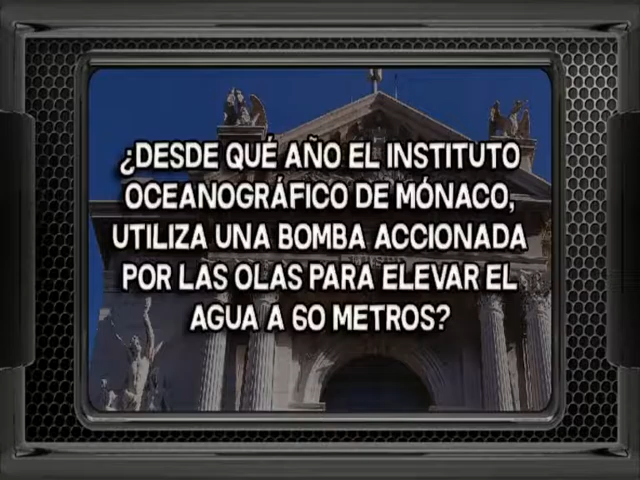 ¿DESDE QUÉ AÑO EL INSTITUTO
OCEANOGRÁFICO DE MÓNACO,
UTILIZA UNA BOMBA ACCIONADA
POR LAS OLAS PARA ELEVAR EL
AGUA A 60 METROS?